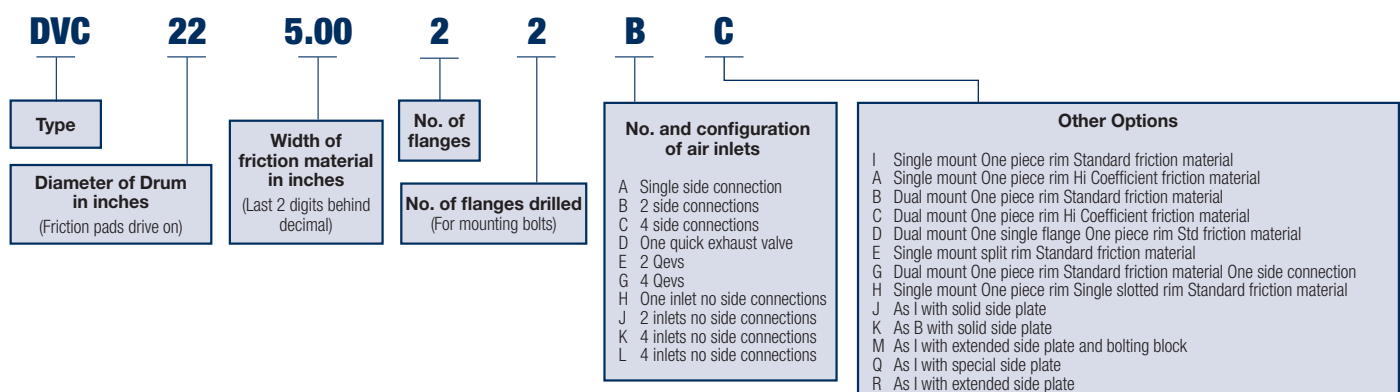 DVC 22 5.00 2 2 B C
Type
Diameter of Drum
in inches
(Friction pads drive on)
Width of
friction material
in inches
(Last 2 digits behind
decimal)
No. of
flanges
No. of flanges drilled
(For mounting bolts)
No. and configuration
of air inlets
A Single side connection
B 2 side connections
C 4 side connections
D One quick exhaust valve
E 2 Qevs
G 4 Qevs
H One inlet no side connections
J 2 inlets no side connections
K 4 inlets no side connections
L 4 inlets no side connections
Other Options
I Single mount One piece rim Standard friction material
A Single mount One piece rim Hi Coefficient friction material
B Dual mount One piece rim Standard friction material
C Dual mount One piece rim Hi Coefficient friction material
D Dual mount One single flange One piece rim Std friction material
E Single mount split rim Standard friction material
G Dual mount One piece rim Standard friction material One side connection
H Single mount One piece rim Single slotted rim Standard friction material
J As I with solid side plate
K As B with solid side plate
M As I with extended side plate and bolting block
Q As I with special side plate
R As I with extended side plate